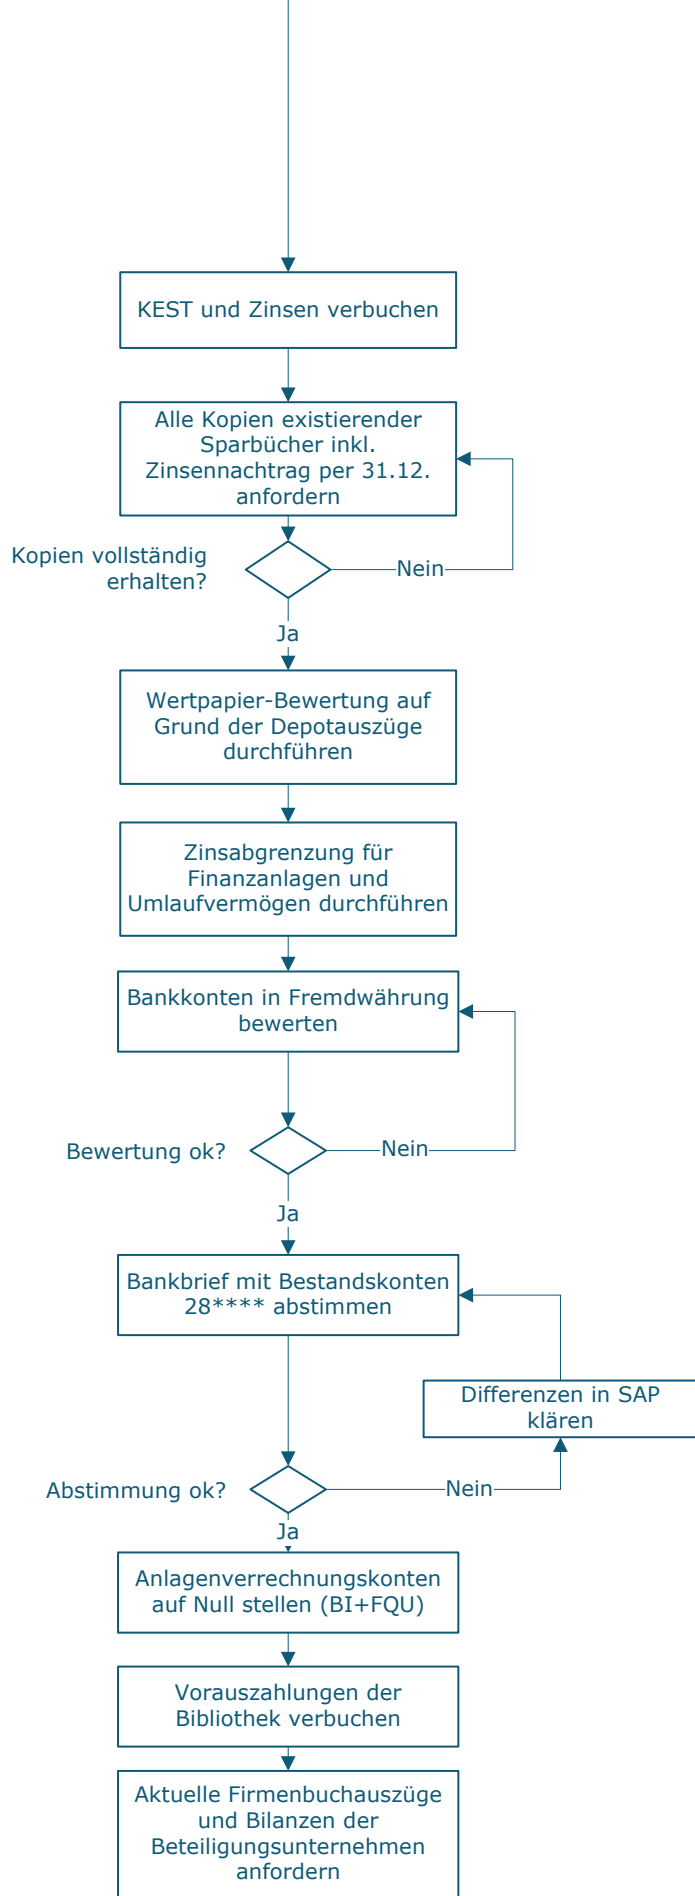 KEST und Zinsen verbuchen
Alle Kopien existierender
Sparbücher inkl.
Zinsennachtrag per 31.12.
anfordern
Kopien vollständig
erhalten?
Nein
Ja
Wertpapier-Bewertung auf
Grund der Depotauszüge
durchführen
Zinsabgrenzung für
Finanzanlagen und
Umlaufvermögen durchführen
Bankkonten in Fremdwährung
bewerten
Bewertung ok?
Nein
Ja
Bankbrief mit Bestandskonten
28**** abstimmen
Differenzen in SAP
klären
Abstimmung ok?
Nein
Ja
Anlagenverrechnungskonten
auf Null stellen (BI+FQU)
Vorauszahlungen der
Bibliothek verbuchen
Aktuelle Firmenbuchauszüge
und Bilanzen der
Beteiligungsunternehmen
anfordern